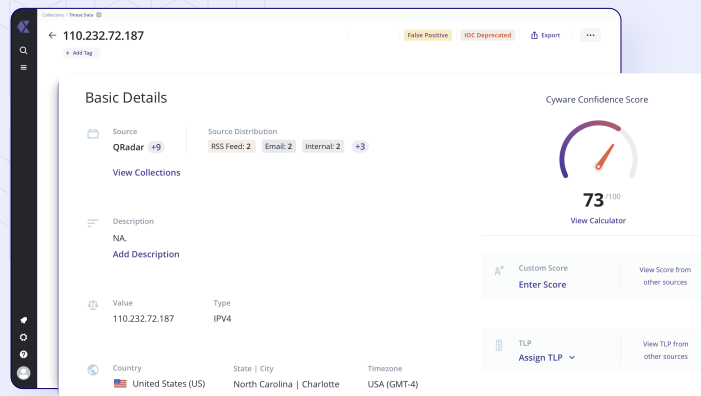 Collections / Threat Data
110.232.72.187
False Positive
IOC Deprecated
Export
+ Add Tag
Basic Details
Source
QRadar +9
Source Distribution
RSS Feed: 2 Email: 2 Internal: 2 +3
View Collections
Description
NA.
Add Description
Value
110.232.72.187
Type
IPV4
Country
United States (US)
State | City
North Carolina | Charlotte
Timezone
USA (GMT-4)
Cyware Confidence Score
73/100
View Calculator
A+
Custom Score
Enter Score
View Score from
other sources
TLP
Assign TLP
View TLP from
other sources